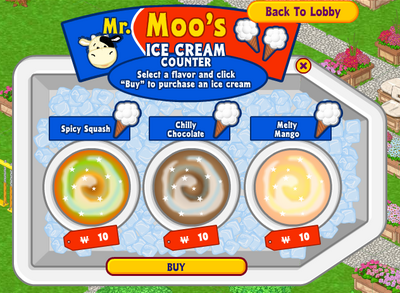 Back To Lobby
Mr. Moo's
ICE CREAM
COUNTER
Select a flavor and click
"Buy" to purchase an ice cream
Spicy Squash
Chilly
Chocolate
Melty
Mango
₩ 10
₩ 10
₩ 10
BUY